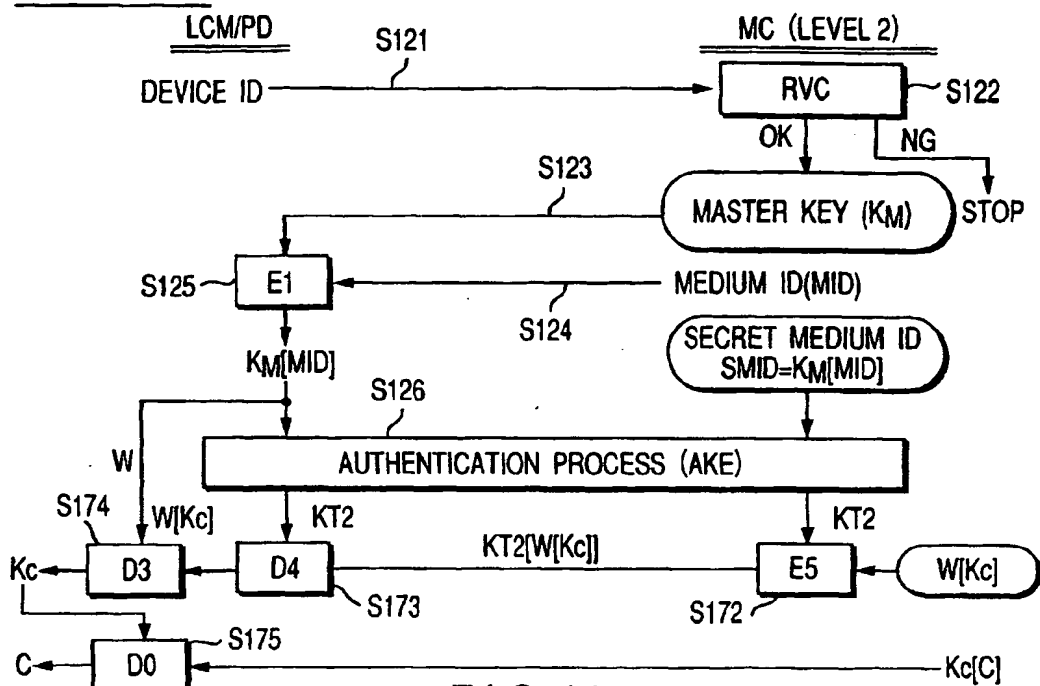 LCM/PD
MC (LEVEL 2)
S121
DEVICE ID
RVC
S122
OK
NG
S123
MASTER KEY (KM)
STOP
S125
E1
MEDIUM ID(MID)
S124
KM[MID]
SECRET MEDIUM ID
SMID=KM[MID]
S126
W
AUTHENTICATION PROCESS (AKE)
S174
W[Kc]
KT2
KT2
Kc
D3
D4
KT2[W[Kc]]
E5
W[Kc]
S173
S172
S175
C
D0
Kc[C]